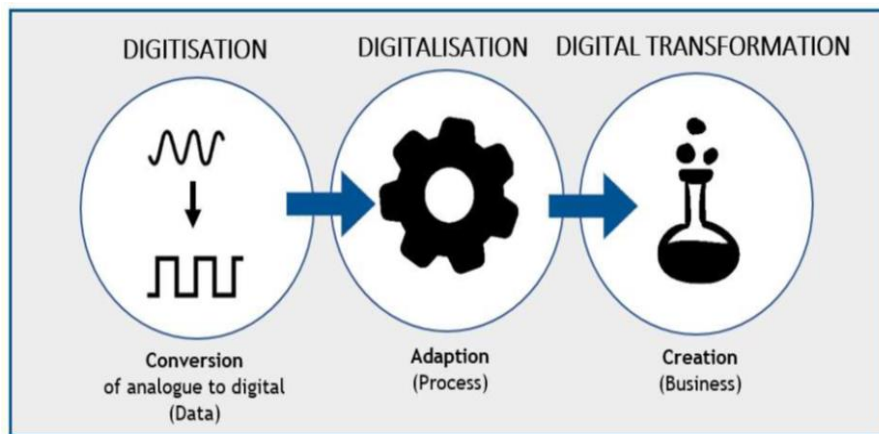 DIGITISATION
DIGITALISATION
DIGITAL TRANSFORMATION
Conversion
of analogue to digital
(Data)
Adaption
(Process)
Creation
(Business)